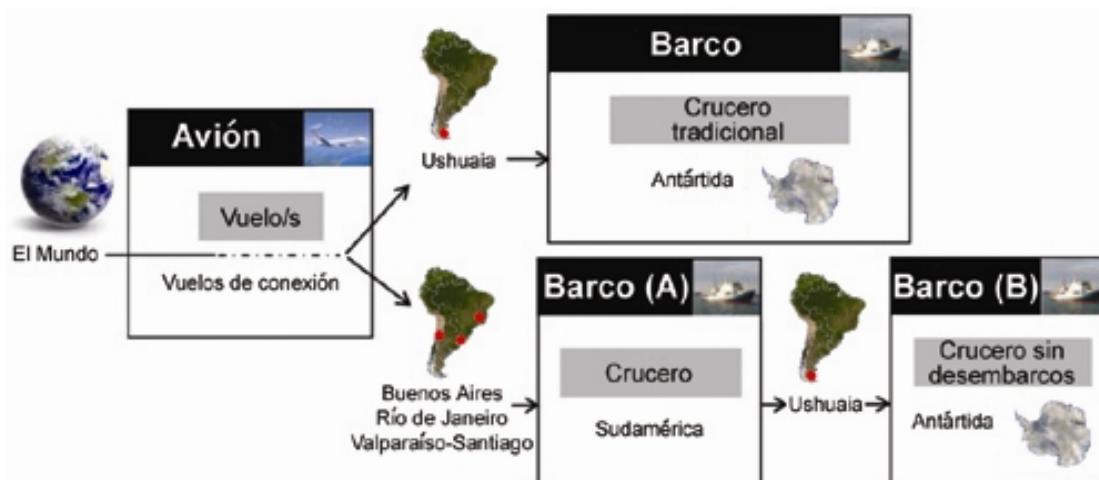 El Mundo
Avión
Vuelo/s
Vuelos de conexión
Ushuaia
Barco
Crucero
tradicional
Antártida
Buenos Aires
Río de Janeiro
Valparaíso-Santiago
Barco (A)
Crucero
Sudamérica
Ushuaia
Barco (B)
Crucero sin
desembarcos
Antártida